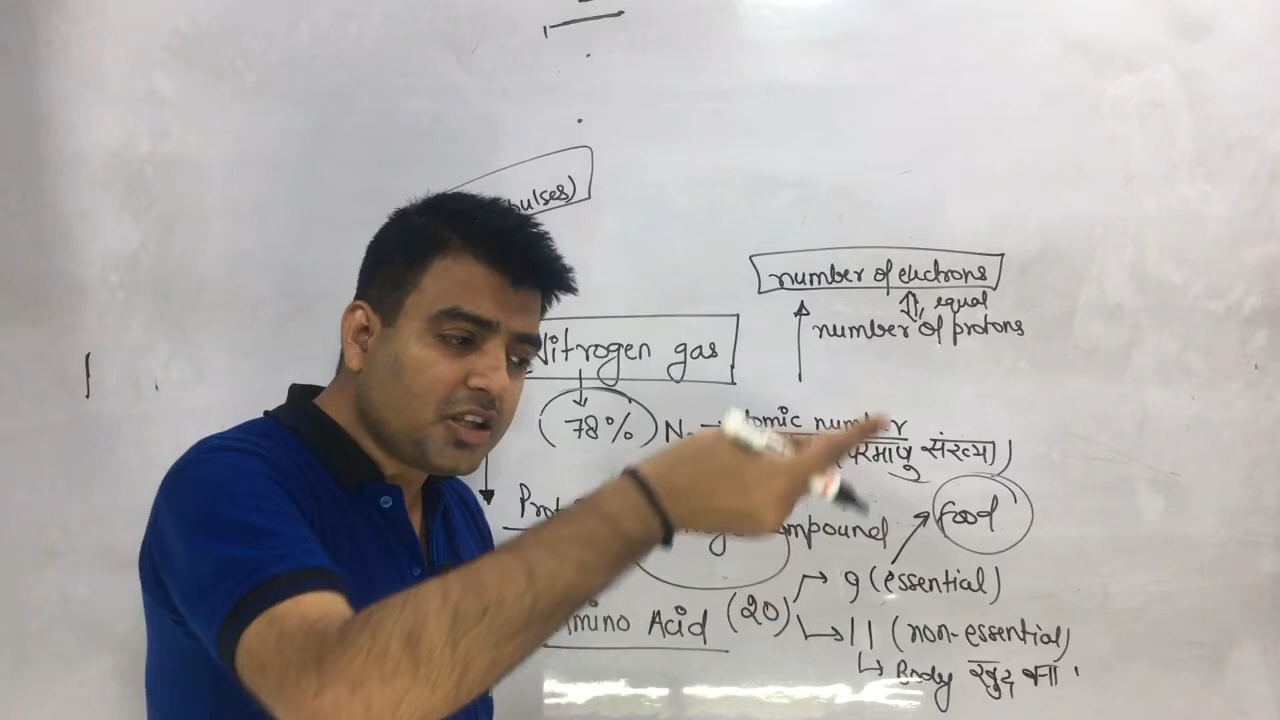 pulses)
number of electrons
equal
number of protons
Nitrogen gas
78%
atomic number
(परमाणु संख्या)
food
compound
9 (essential)
Amino Acid (20)
11 (non-essential)
Body खुद बना